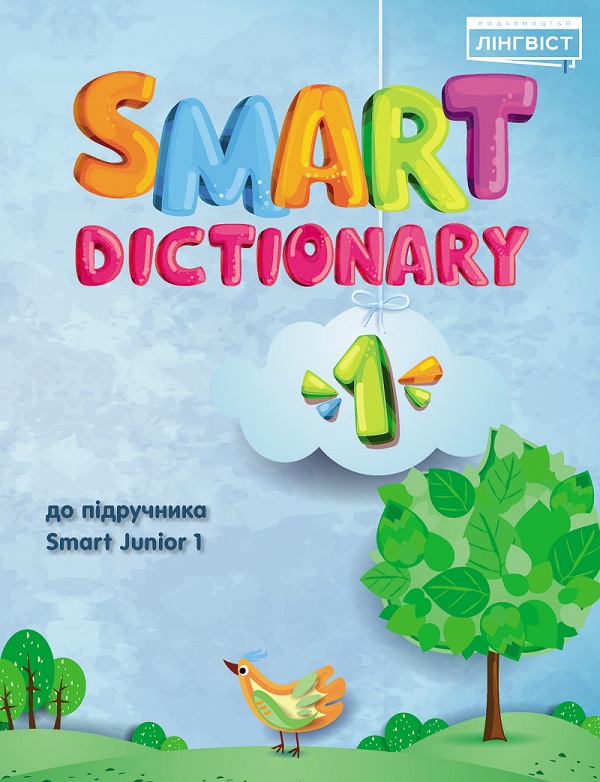 ВИДАВНИЦТВО
ЛІНГВІСТ
SMART
DICTIONARY
1
до підручника
Smart Junior 1